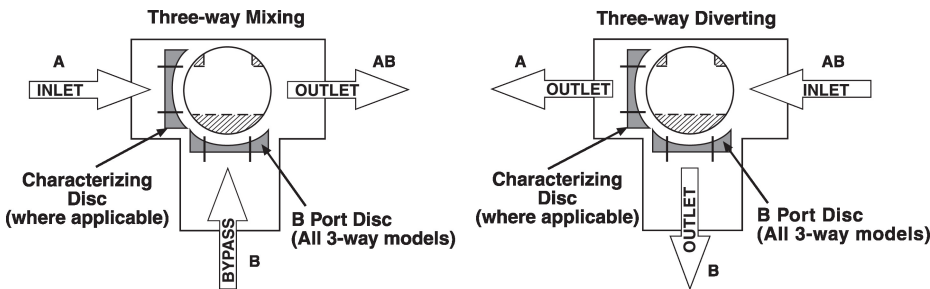 Three-way Mixing
A
INLET
AB
OUTLET
Characterizing
Disc
(where applicable)
B Port Disc
(All 3-way models)
BYPASS
B
Three-way Diverting
A
OUTLET
AB
INLET
Characterizing
Disc
(where applicable)
B Port Disc
(All 3-way models)
OUTLET
B